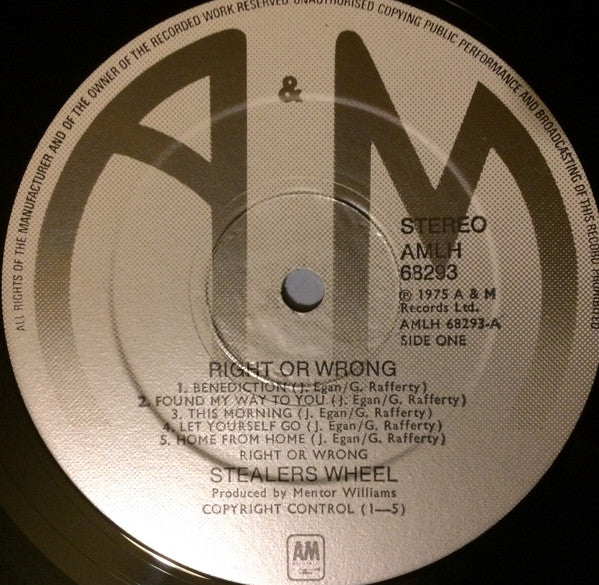 ALL RIGHTS OF THE MANUFACTURER AND OF THE OWNER OF THE RECORDED WORK RESERVED UNAUTHORISED COPYING PUBLIC PERFORMANCE AND BROADCASTING OF THIS RECORD PROHIBITED
A & M
STEREO
AMLH
68293
℗ 1975 A & M
Records Ltd.
AMLH 68293-A
SIDE ONE
RIGHT OR WRONG
1. BENEDICTION (J. Egan/G. Rafferty)
2. FOUND MY WAY TO YOU (J. Egan/G. Rafferty)
3. THIS MORNING (J. Egan/G. Rafferty)
4. LET YOURSELF GO (J. Egan/G. Rafferty)
5. HOME FROM HOME (J. Egan/G. Rafferty)
RIGHT OR WRONG
STEALERS WHEEL
Produced by Mentor Williams
COPYRIGHT CONTROL (1—5)
AM